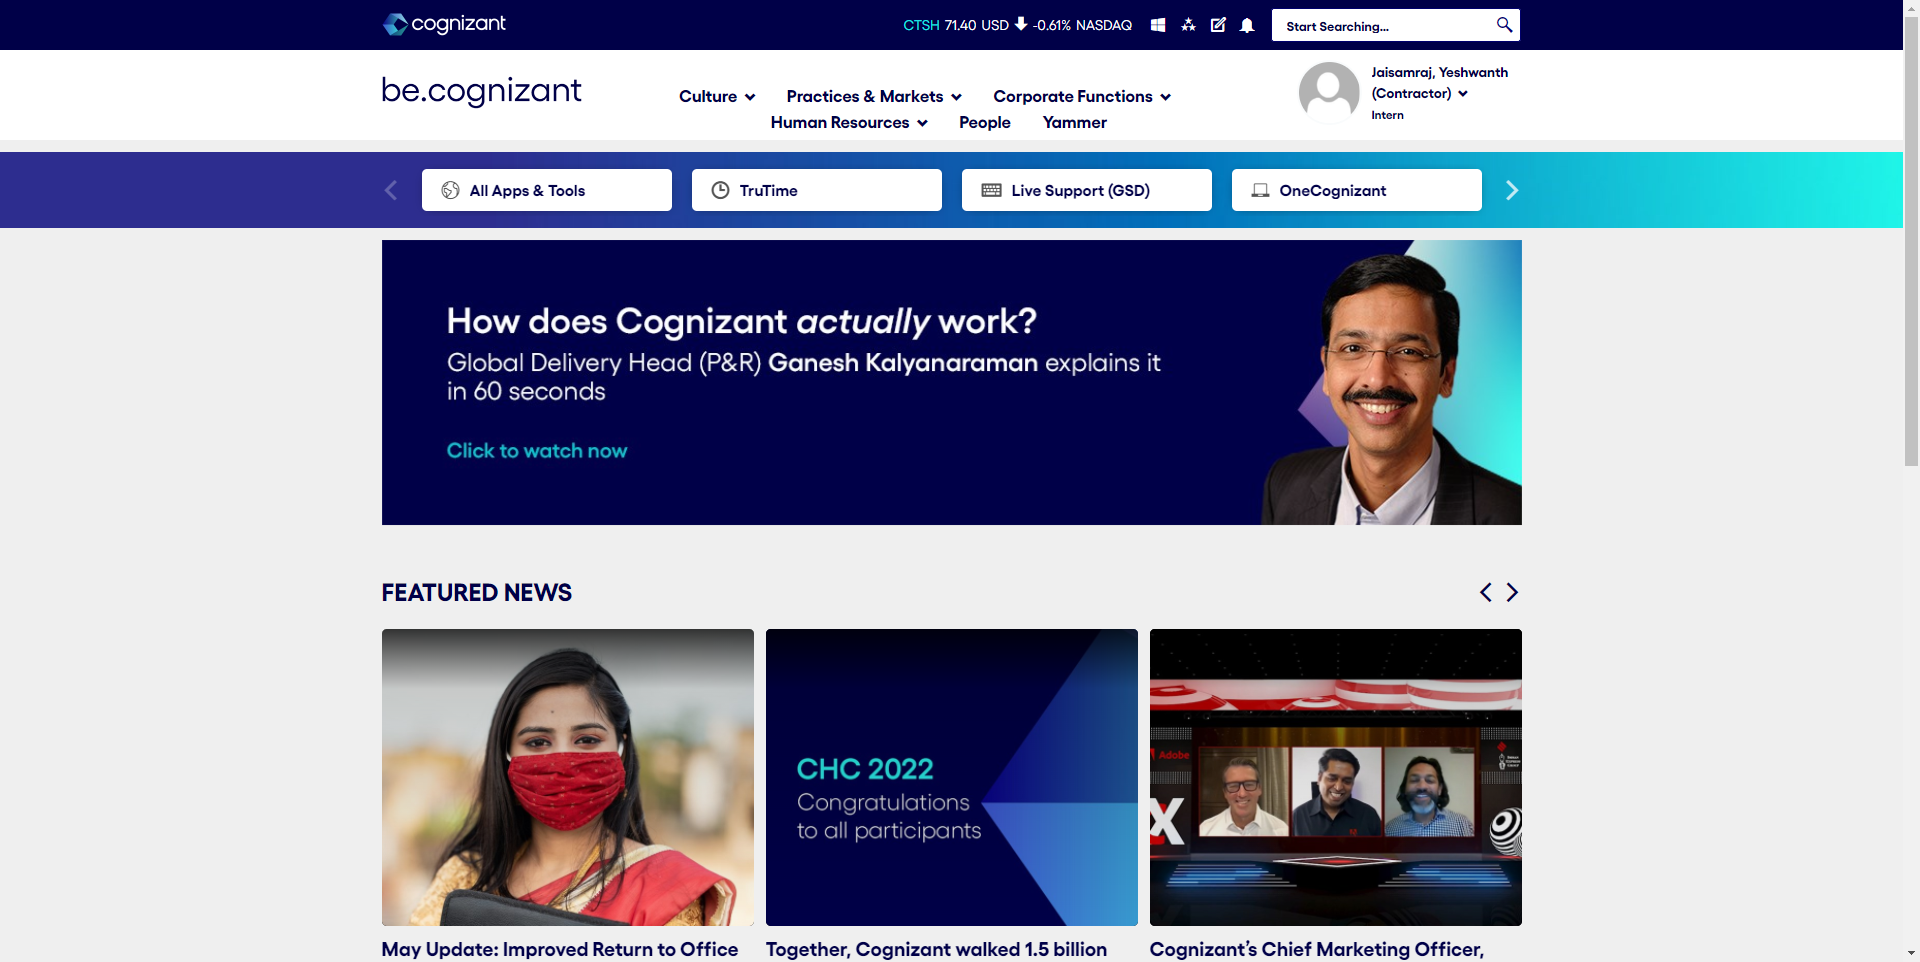 cognizant
CTSH 71.40 USD -0.61% NASDAQ
Start Searching...
be.cognizant
Culture
Practices & Markets
Corporate Functions
Human Resources
People
Yammer
Jaisamraj, Yeshwanth
(Contractor)
Intern
All Apps & Tools
TruTime
Live Support (GSD)
OneCognizant
How does Cognizant actually work?
Global Delivery Head (P&R) Ganesh Kalyanaraman explains it
in 60 seconds
Click to watch now
FEATURED NEWS
CHC 2022
Congratulations
to all participants
Adobe
X
May Update: Improved Return to Office
Together, Cognizant walked 1.5 billion
Cognizant’s Chief Marketing Officer,